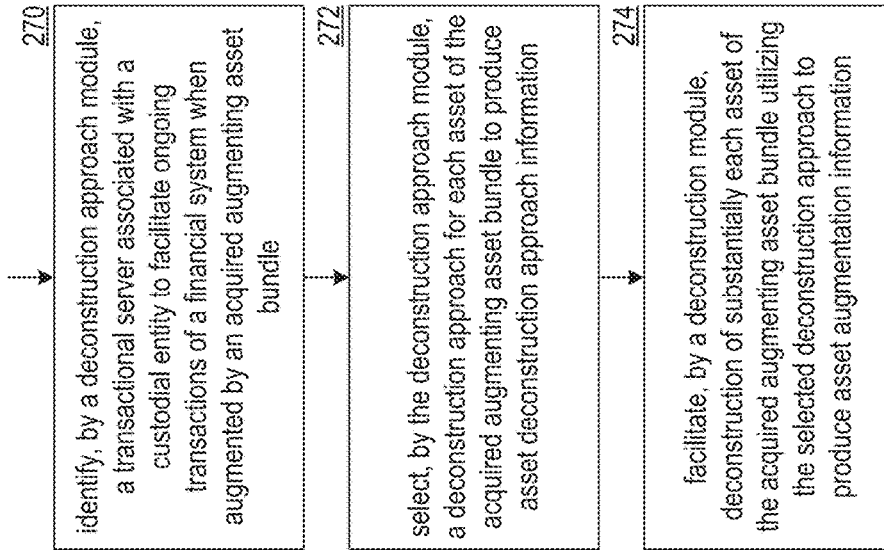 270
identify, by a deconstruction approach module,
a transactional server associated with a
custodial entity to facilitate ongoing
transactions of a financial system when
augmented by an acquired augmenting asset
bundle
272
select, by the deconstruction approach module,
a deconstruction approach for each asset of the
acquired augmenting asset bundle to produce
asset deconstruction approach information
274
facilitate, by a deconstruction module,
deconstruction of substantially each asset of
the acquired augmenting asset bundle utilizing
the selected deconstruction approach to
produce asset augmentation information